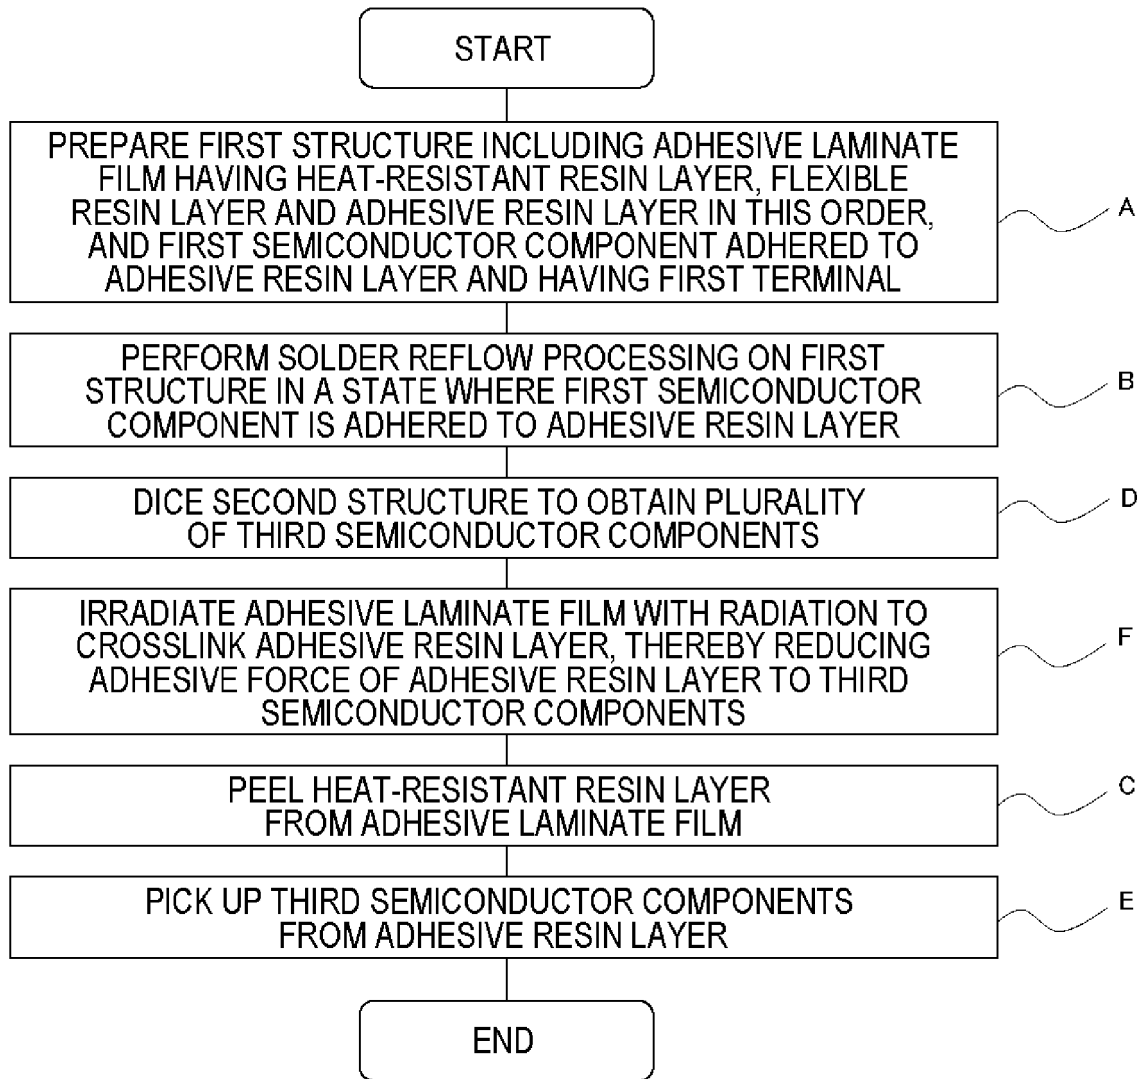 START
PREPARE FIRST STRUCTURE INCLUDING ADHESIVE LAMINATE
FILM HAVING HEAT-RESISTANT RESIN LAYER, FLEXIBLE
RESIN LAYER AND ADHESIVE RESIN LAYER IN THIS ORDER,
AND FIRST SEMICONDUCTOR COMPONENT ADHERED TO
ADHESIVE RESIN LAYER AND HAVING FIRST TERMINAL
A
PERFORM SOLDER REFLOW PROCESSING ON FIRST
STRUCTURE IN A STATE WHERE FIRST SEMICONDUCTOR
COMPONENT IS ADHERED TO ADHESIVE RESIN LAYER
B
DICE SECOND STRUCTURE TO OBTAIN PLURALITY
OF THIRD SEMICONDUCTOR COMPONENTS
D
IRRADIATE ADHESIVE LAMINATE FILM WITH RADIATION TO
CROSSLINK ADHESIVE RESIN LAYER, THEREBY REDUCING
ADHESIVE FORCE OF ADHESIVE RESIN LAYER TO THIRD
SEMICONDUCTOR COMPONENTS
F
PEEL HEAT-RESISTANT RESIN LAYER
FROM ADHESIVE LAMINATE FILM
C
PICK UP THIRD SEMICONDUCTOR COMPONENTS
FROM ADHESIVE RESIN LAYER
E
END